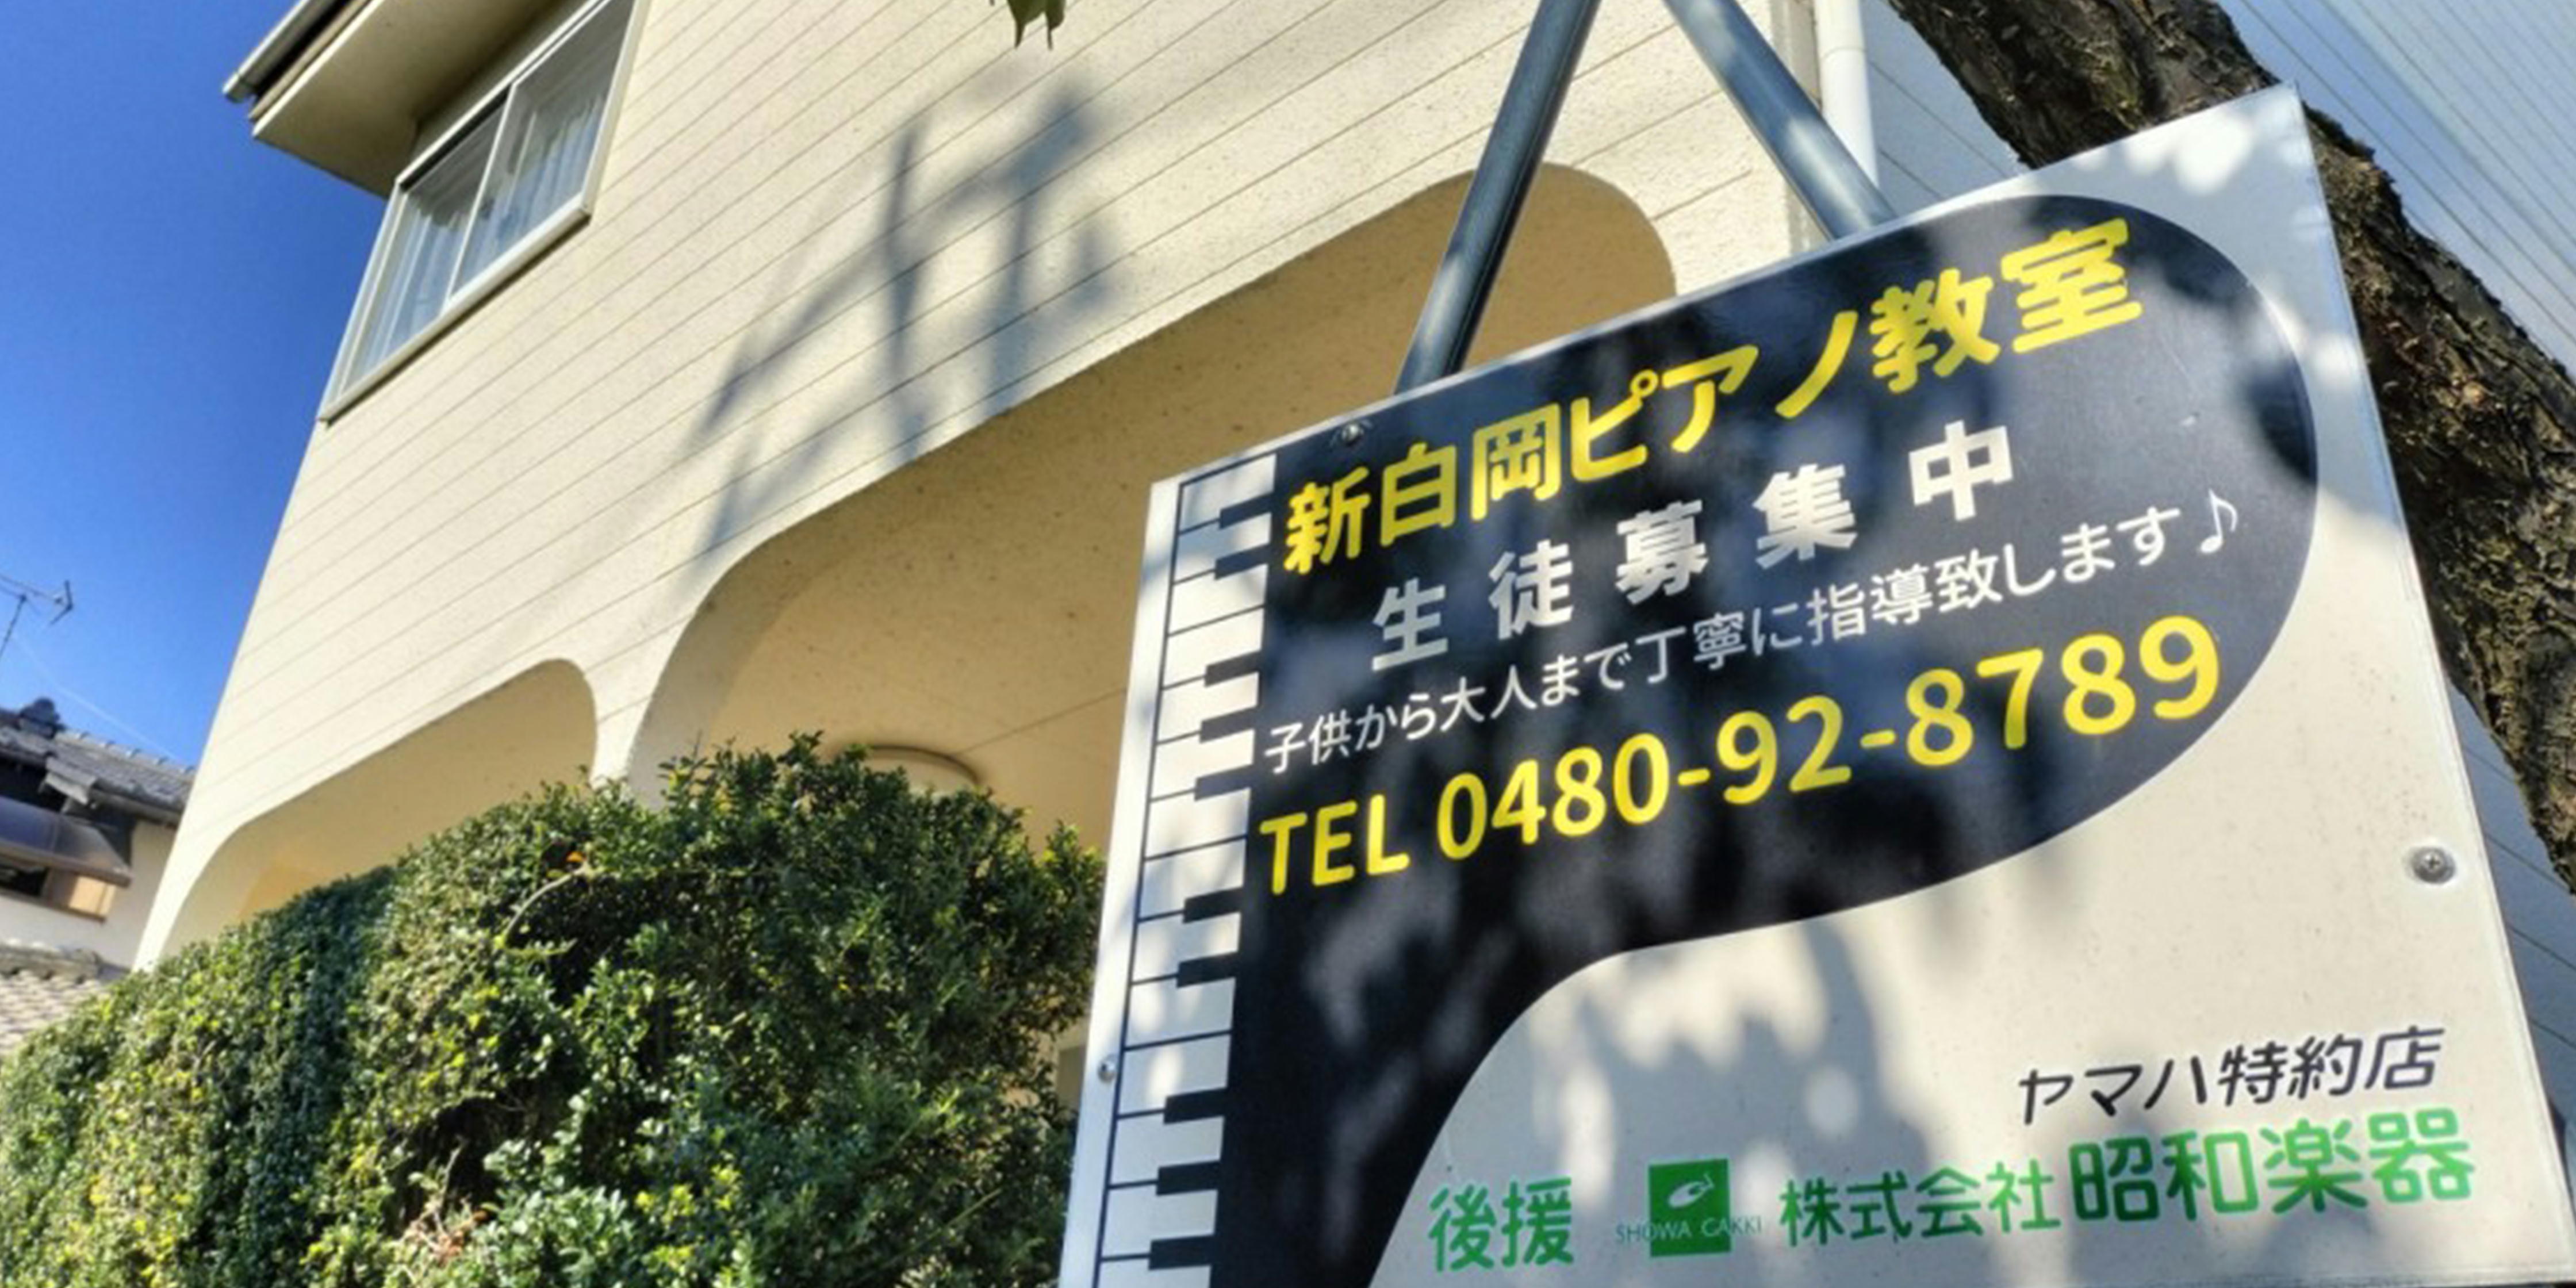 新白岡ピアノ教室
生徒募集中
子供から大人まで丁寧に指導致します♪
TEL 0480-92-8789
ヤマハ特約店
後援 SHOWA GAKKI 株式会社 昭和楽器